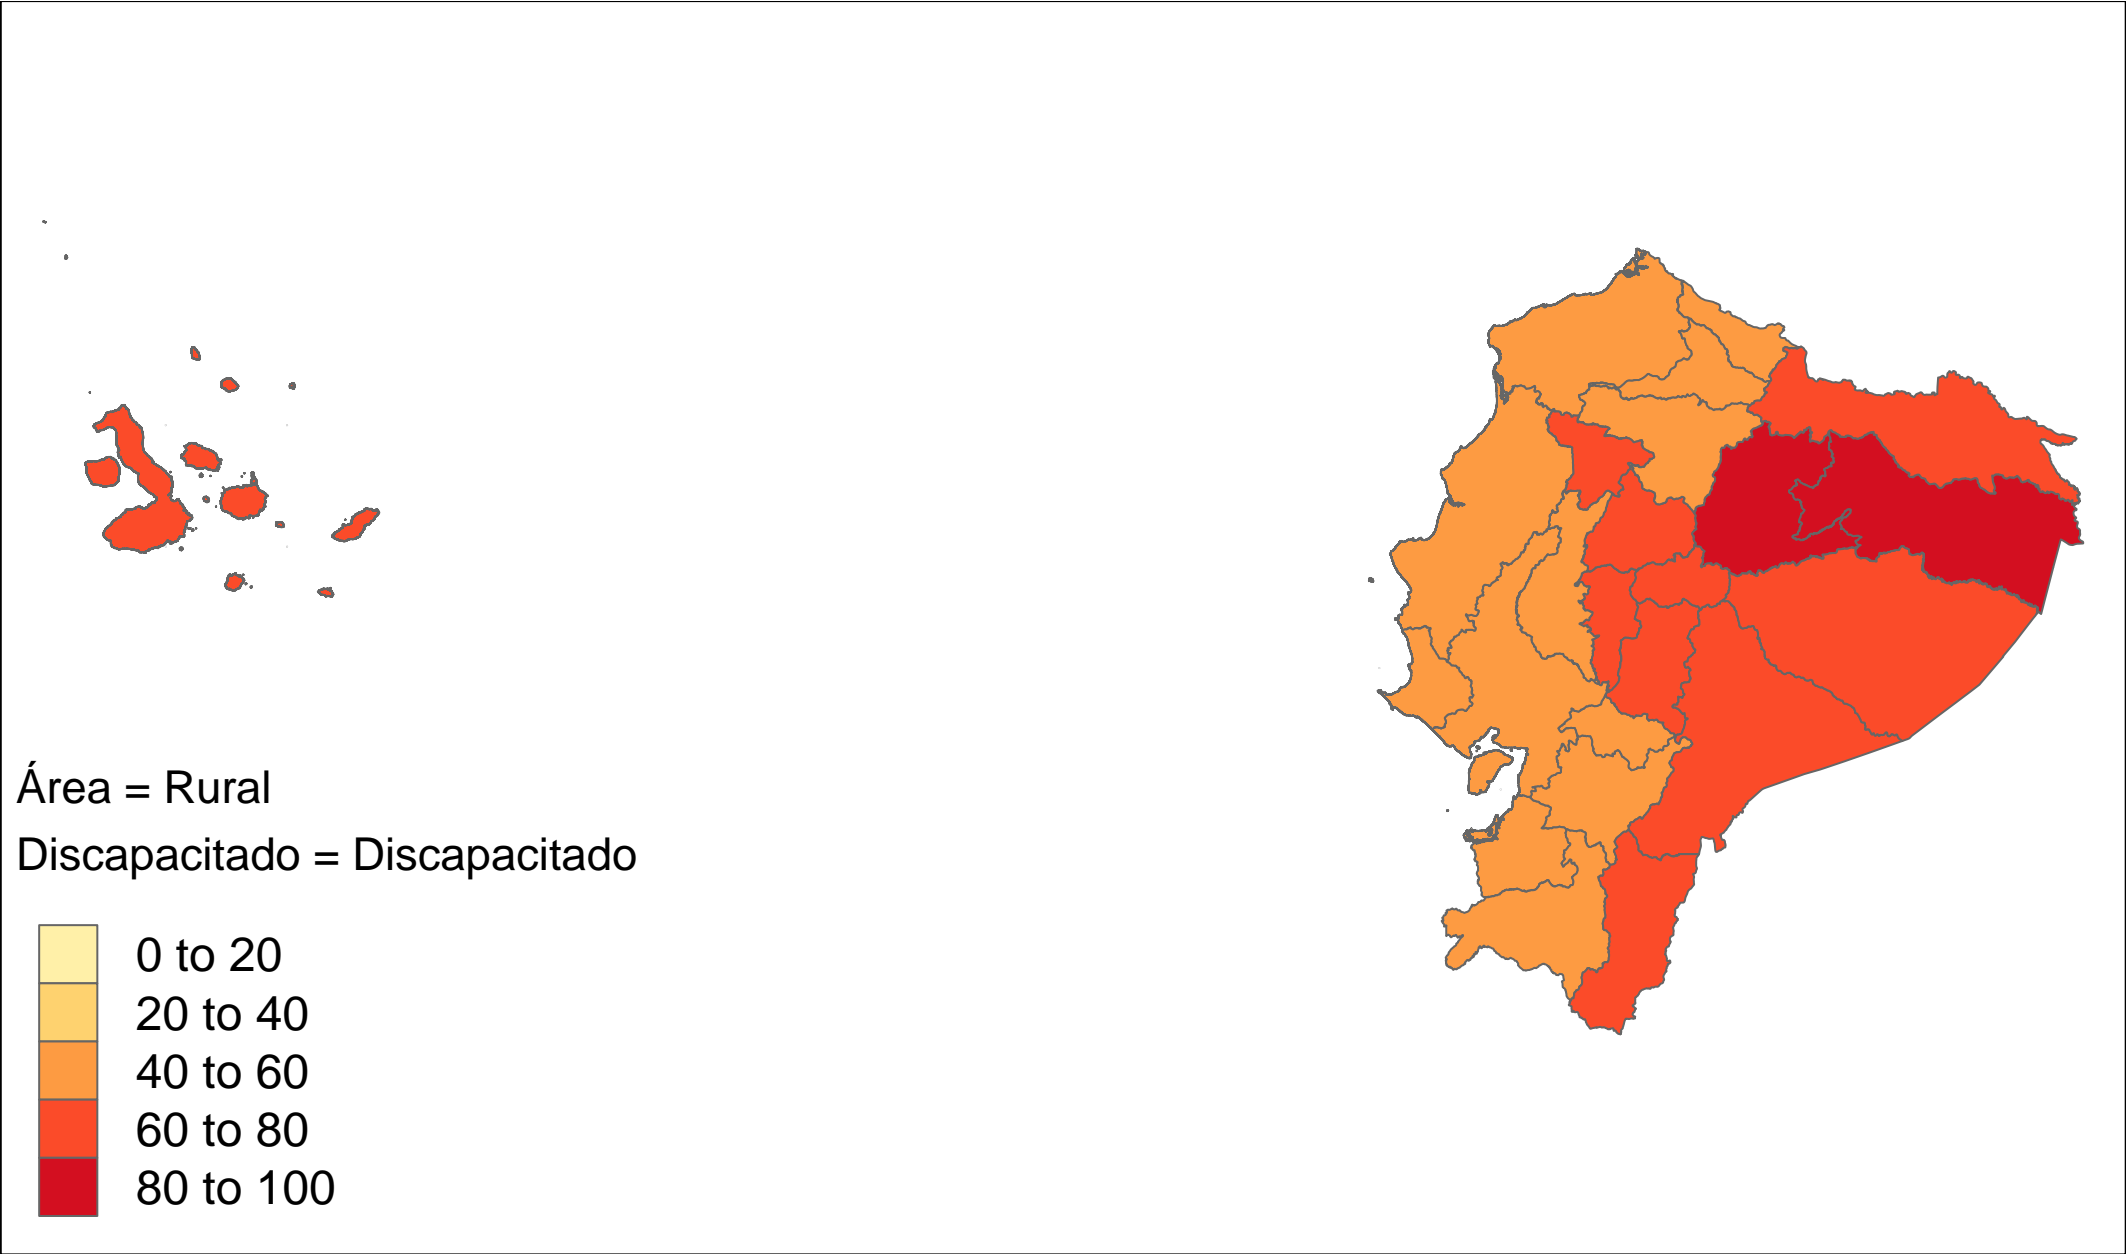 Área = Rural
Discapacitado = Discapacitado
0 to 20
20 to 40
40 to 60
60 to 80
80 to 100